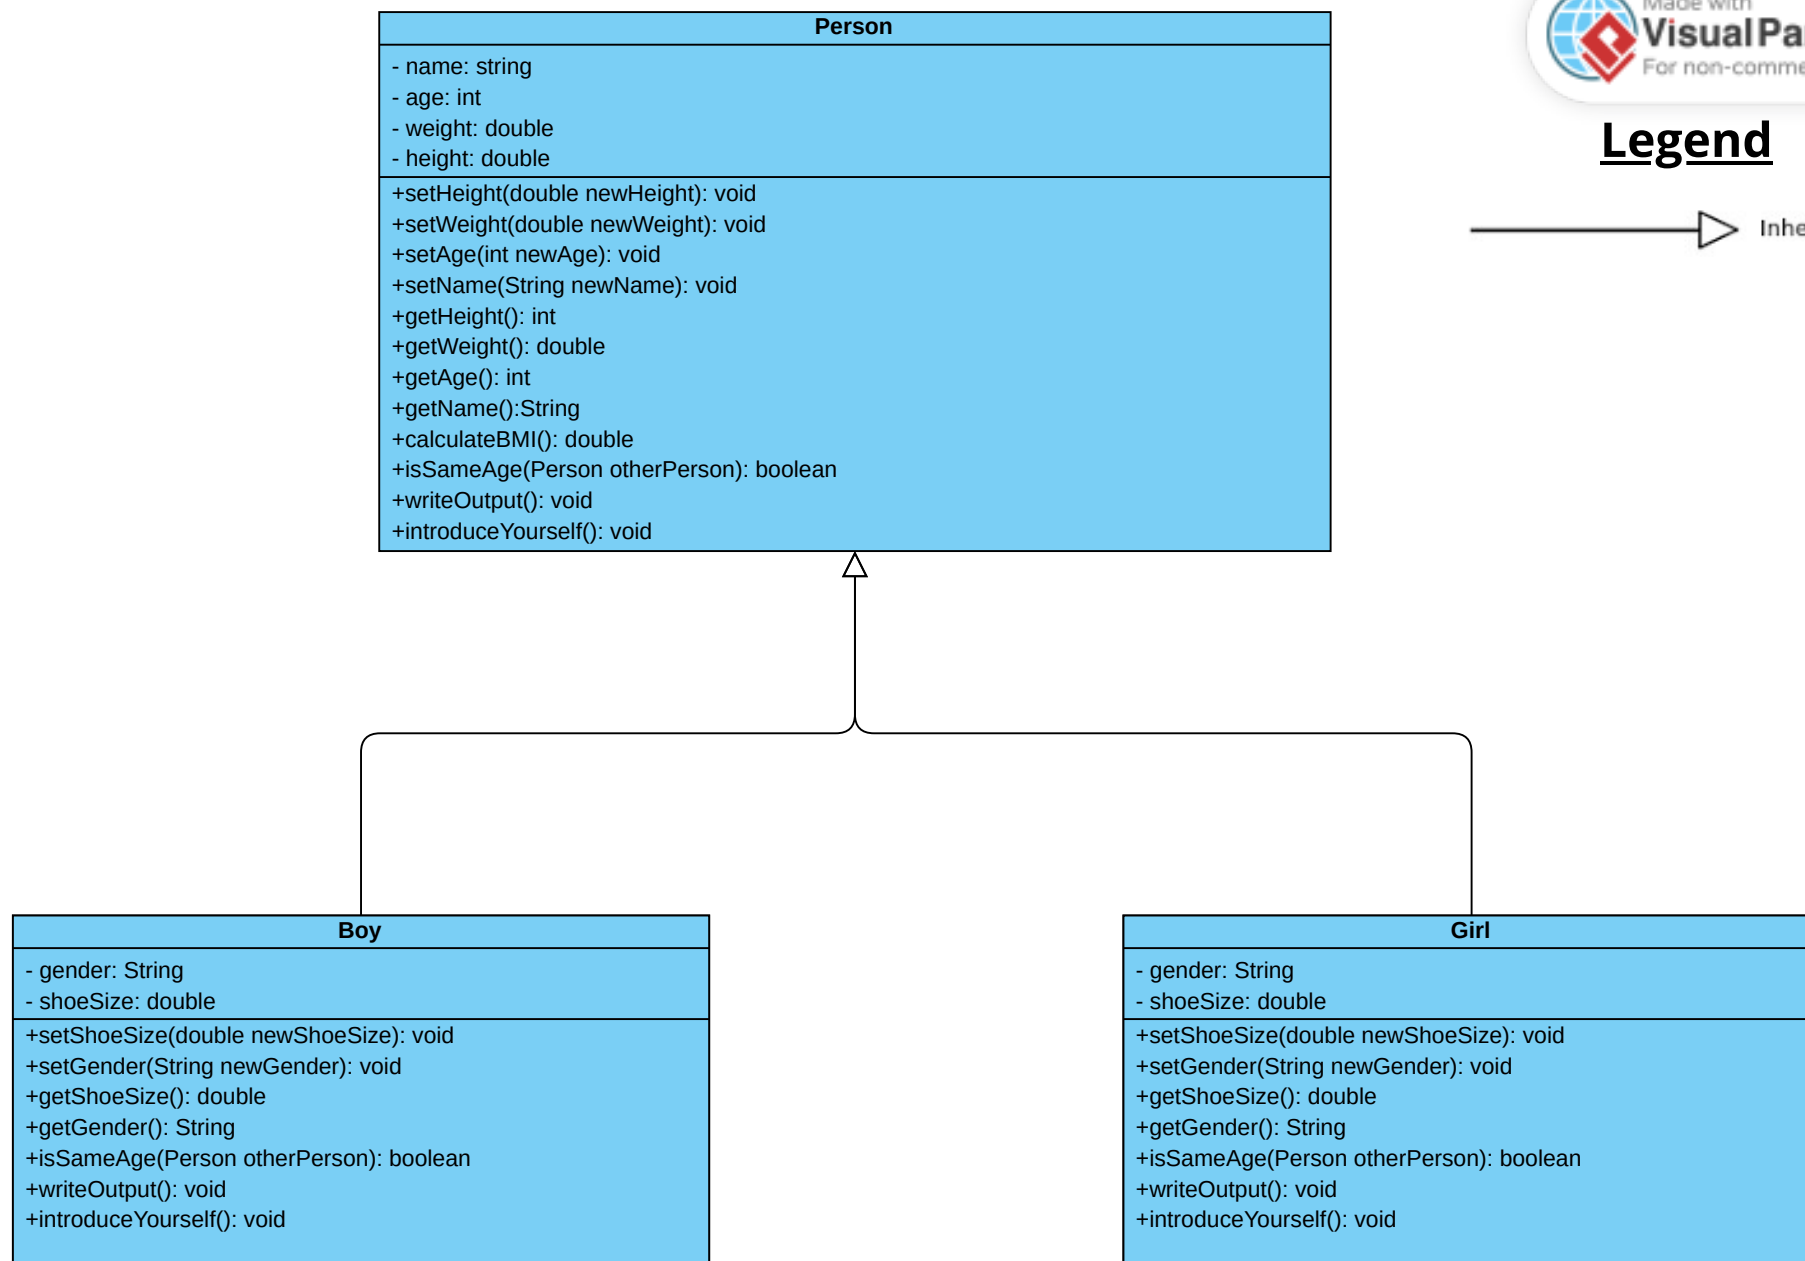 Person
- name: string
- age: int
- weight: double
- height: double
+setHeight(double newHeight): void
+setWeight(double newWeight): void
+setAge(int newAge): void
+setName(String newName): void
+getHeight(): int
+getWeight(): double
+getAge(): int
+getName():String
+calculateBMI(): double
+isSameAge(Person otherPerson): boolean
+writeOutput(): void
+introduceYourself(): void
Made with
Visual
For
Legend
Boy
- gender: String
- shoeSize: double
+setShoeSize(double newShoeSize): void
+setGender(String newGender): void
+getShoeSize(): double
+getGender(): String
+isSameAge(Person otherPerson): boolean
+writeOutput(): void
+introduceYourself(): void
Girl
- gender: String
- shoeSize: double
+setShoeSize(double newShoeSize): void
+setGender(String newGender): void
+getShoeSize(): double
+getGender(): String
+isSameAge(Person otherPerson): boolean
+writeOutput(): void
+introduceYourself(): void